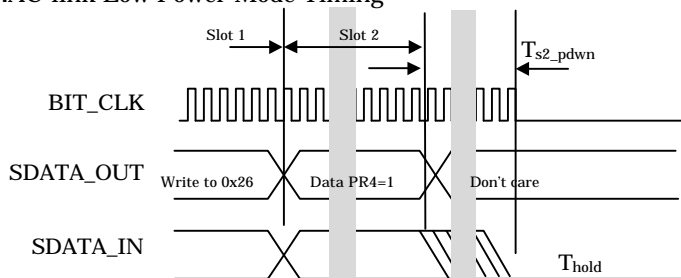 AC-link Low Power Mode Timing
Slot 1
Slot 2
Ts2_pdwn
BIT_CLK
SDATA_OUT
Write to 0x26
Data PR4=1
Don't care
SDATA_IN
Thold